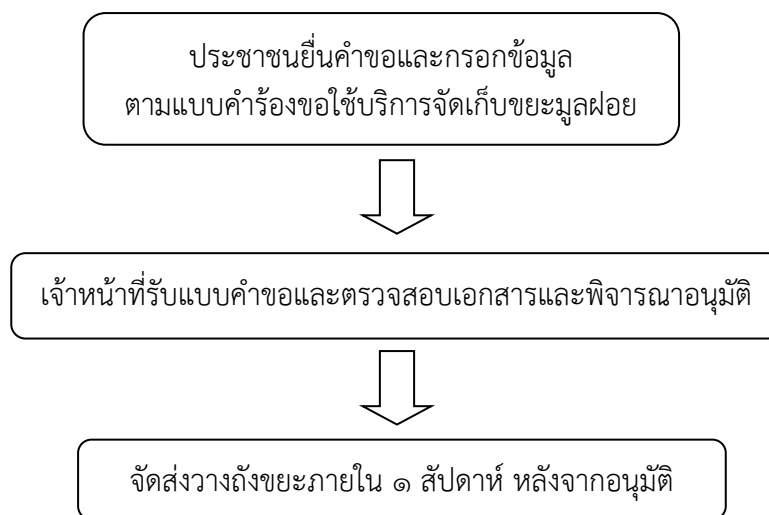 ประชาชนยื่นคำขอและกรอกข้อมูล
ตามแบบคำร้องขอใช้บริการจัดเก็บขยะมูลฝอย
เจ้าหน้าที่รับแบบคำขอและตรวจสอบเอกสารและพิจารณาอนุมัติ
จัดส่งวางถังขยะภายใน ๑ สัปดาห์ หลังจากอนุมัติ